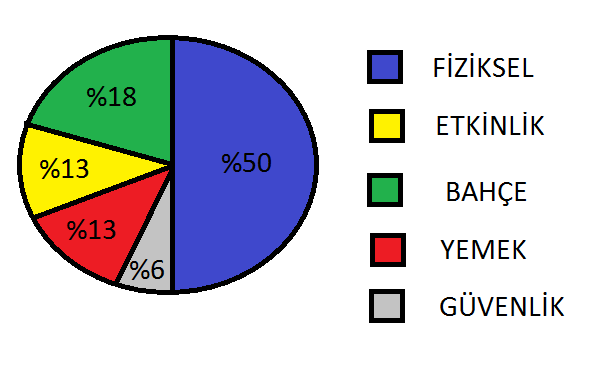 %18
%13
%13
%6
%50
FİZİKSEL
ETKİNLİK
BAHÇE
YEMEK
GÜVENLİK